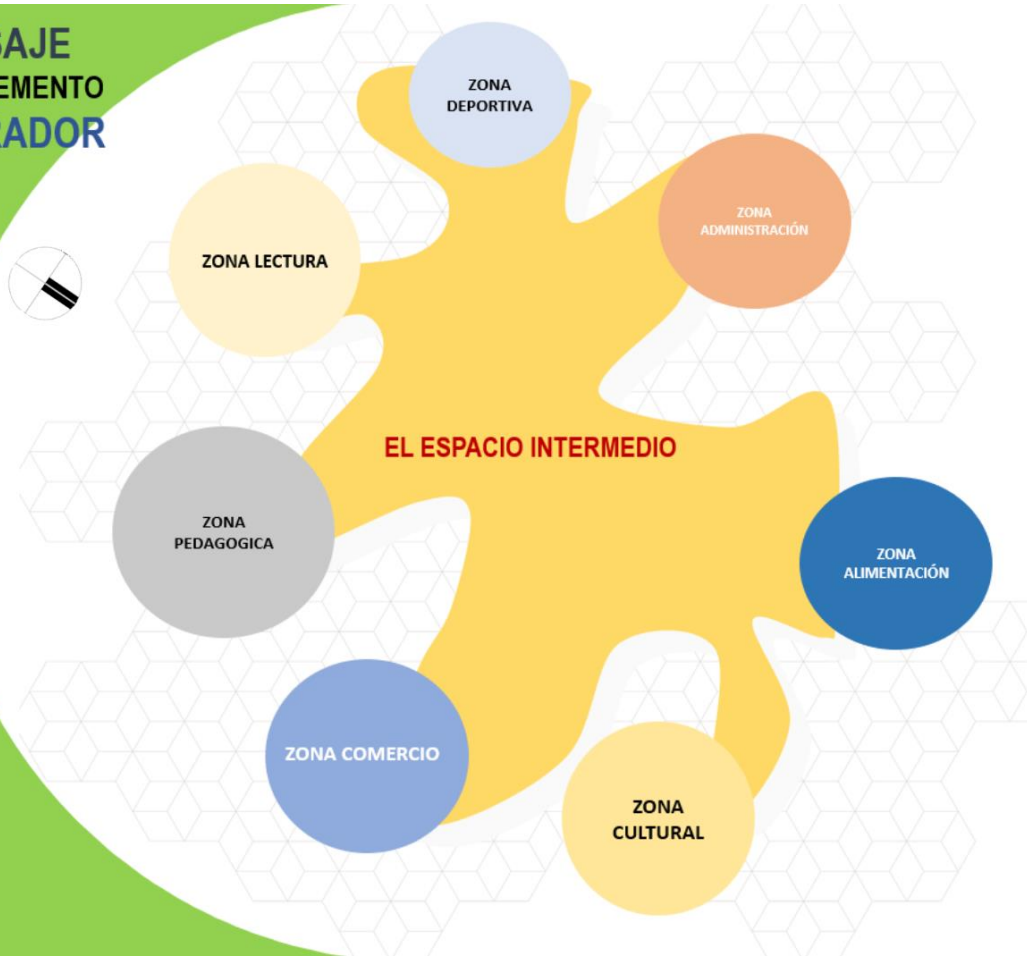 SAJE
EMENTO
RADOR
ZONA
DEPORTIVA
ZONA
ADMINISTRACIÓN
ZONA LECTURA
EL ESPACIO INTERMEDIO
ZONA
PEDAGOGICA
ZONA
ALIMENTACIÓN
ZONA COMERCIO
ZONA
CULTURAL